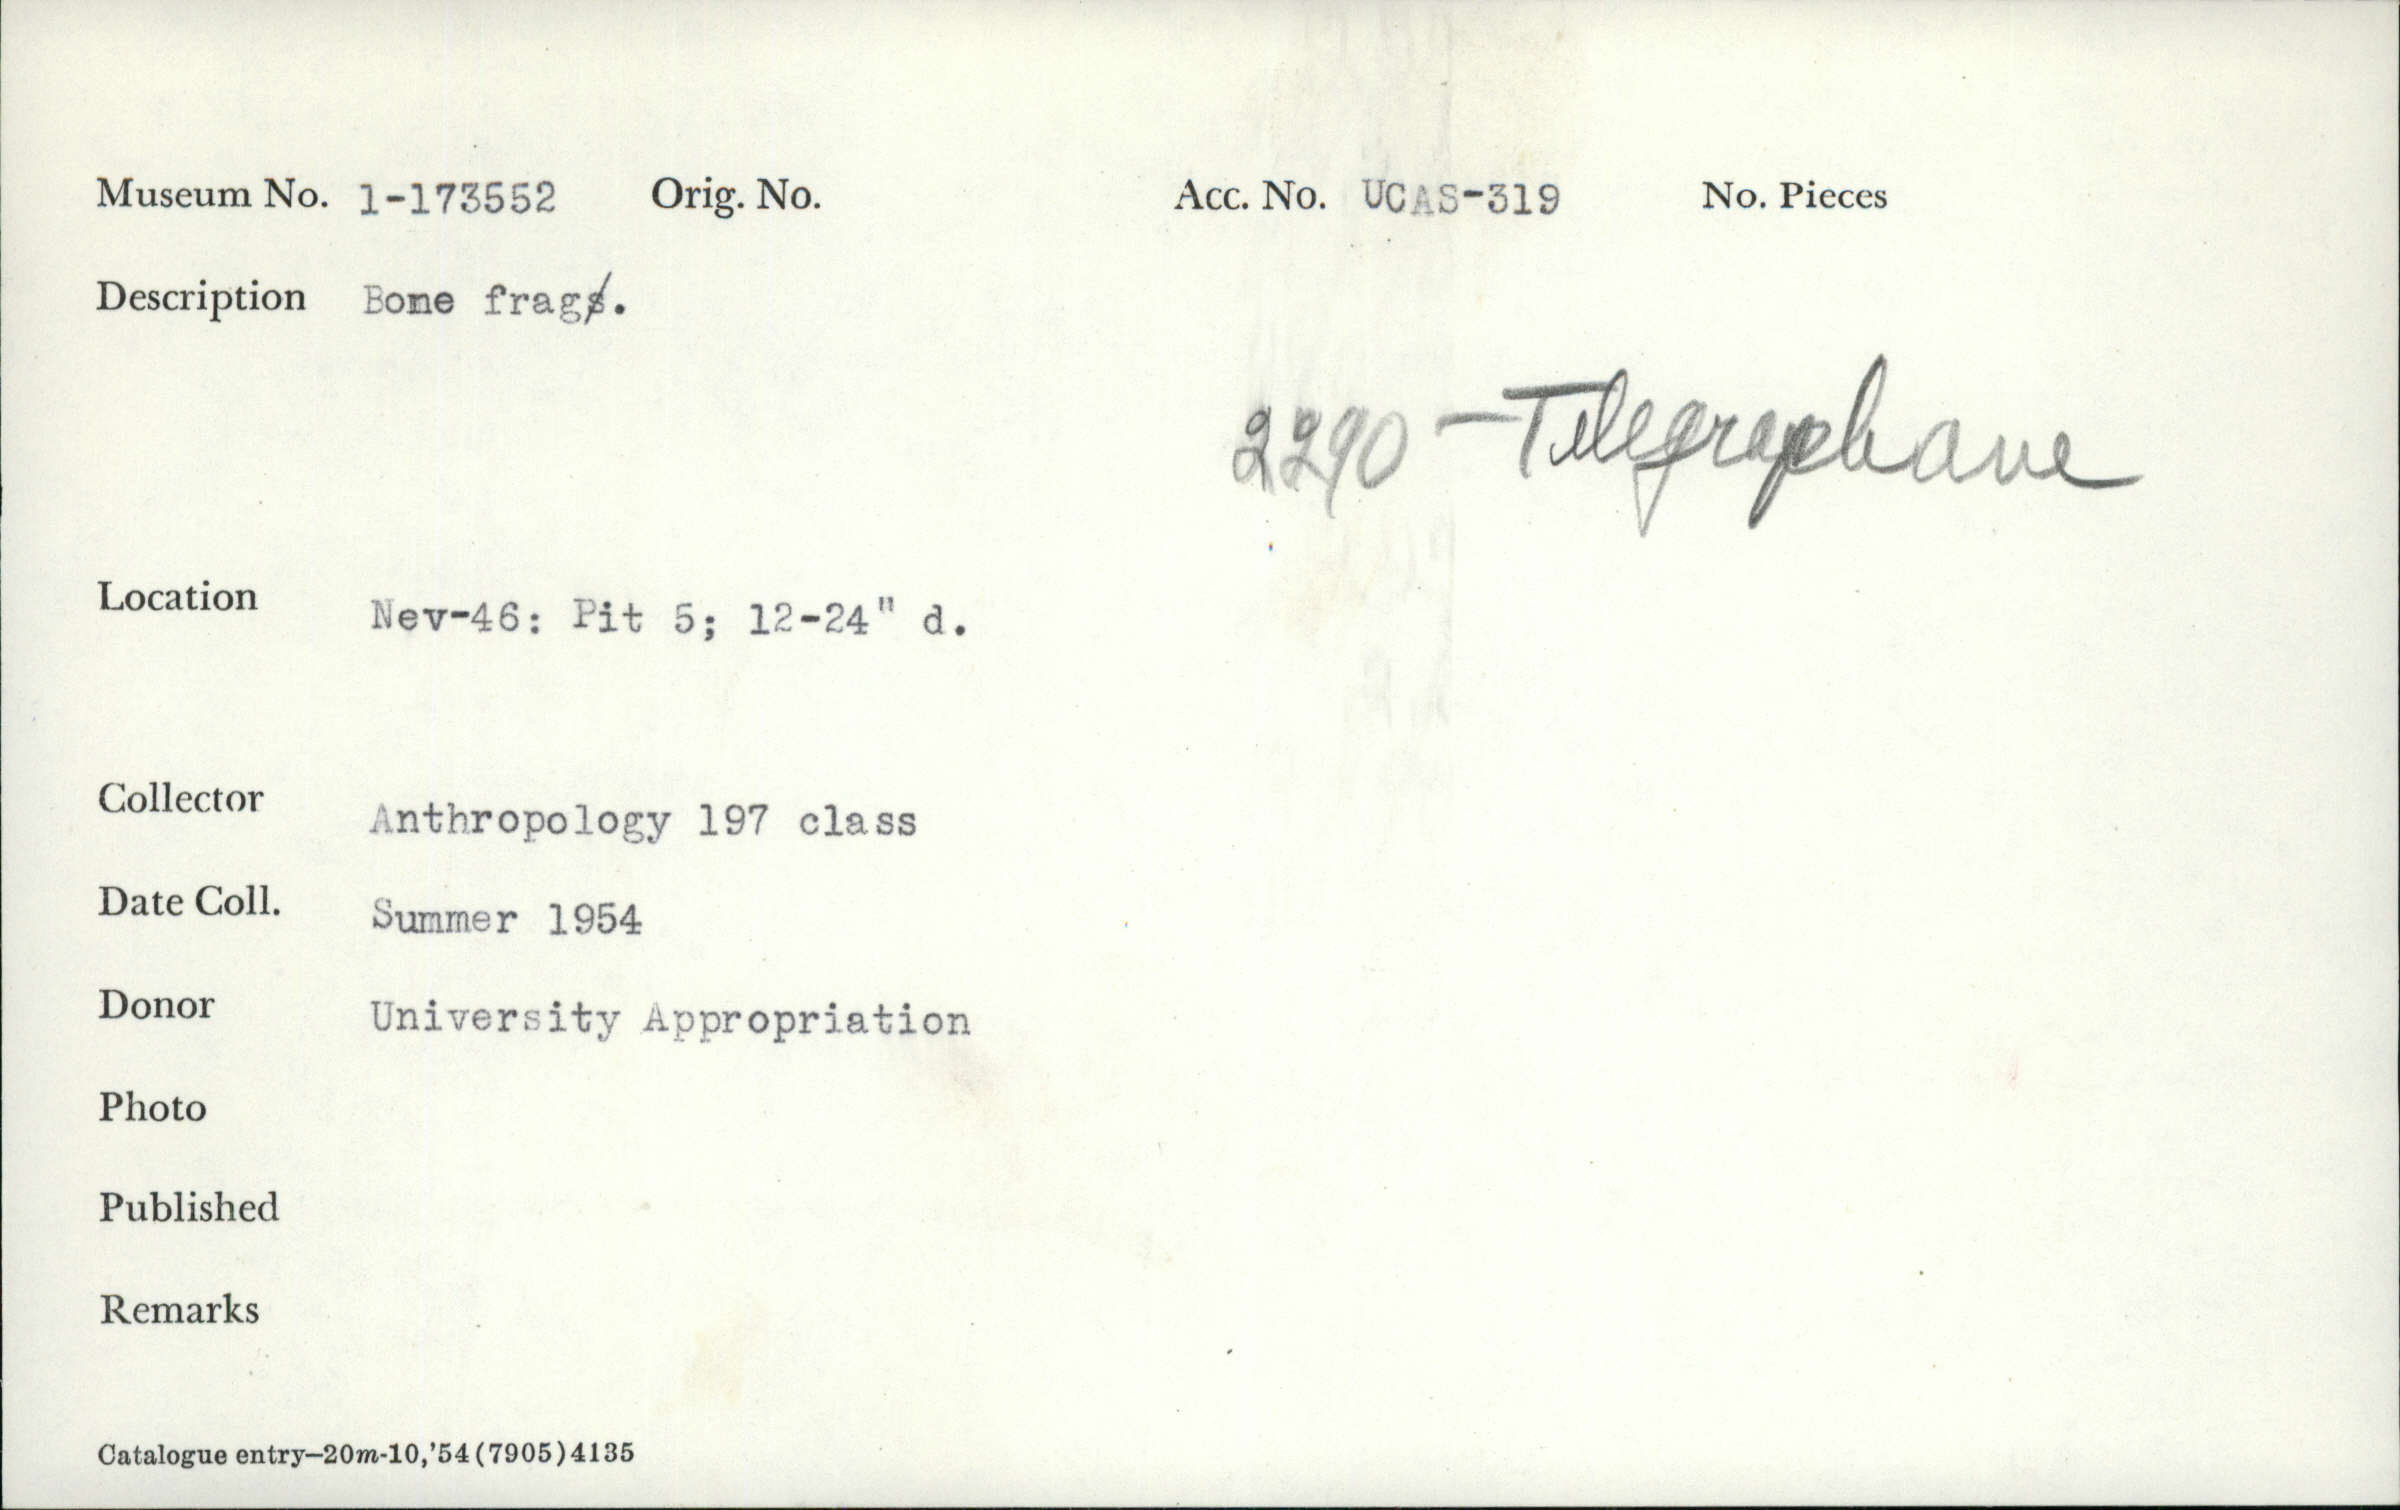 Museum No. 1-173552 Orig. No. Acc. No. UCAS-319 No. Pieces
Description Bone frags.
2290 - Telegraph ave
Location Nev-46: Pit 5; 12-24" d.
Collector Anthropology 197 class
Date Coll. Summer 1954
Donor University Appropriation
Photo
Published
Remarks
Catalogue entry—20m-10,'54(7905)4135